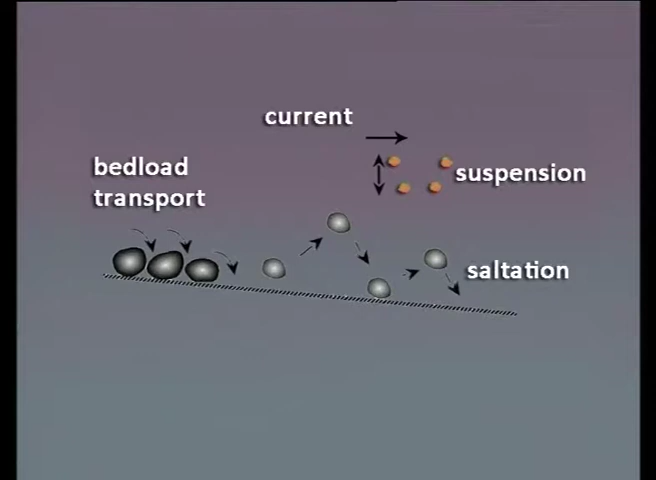 current
bedload
transport
suspension
saltation